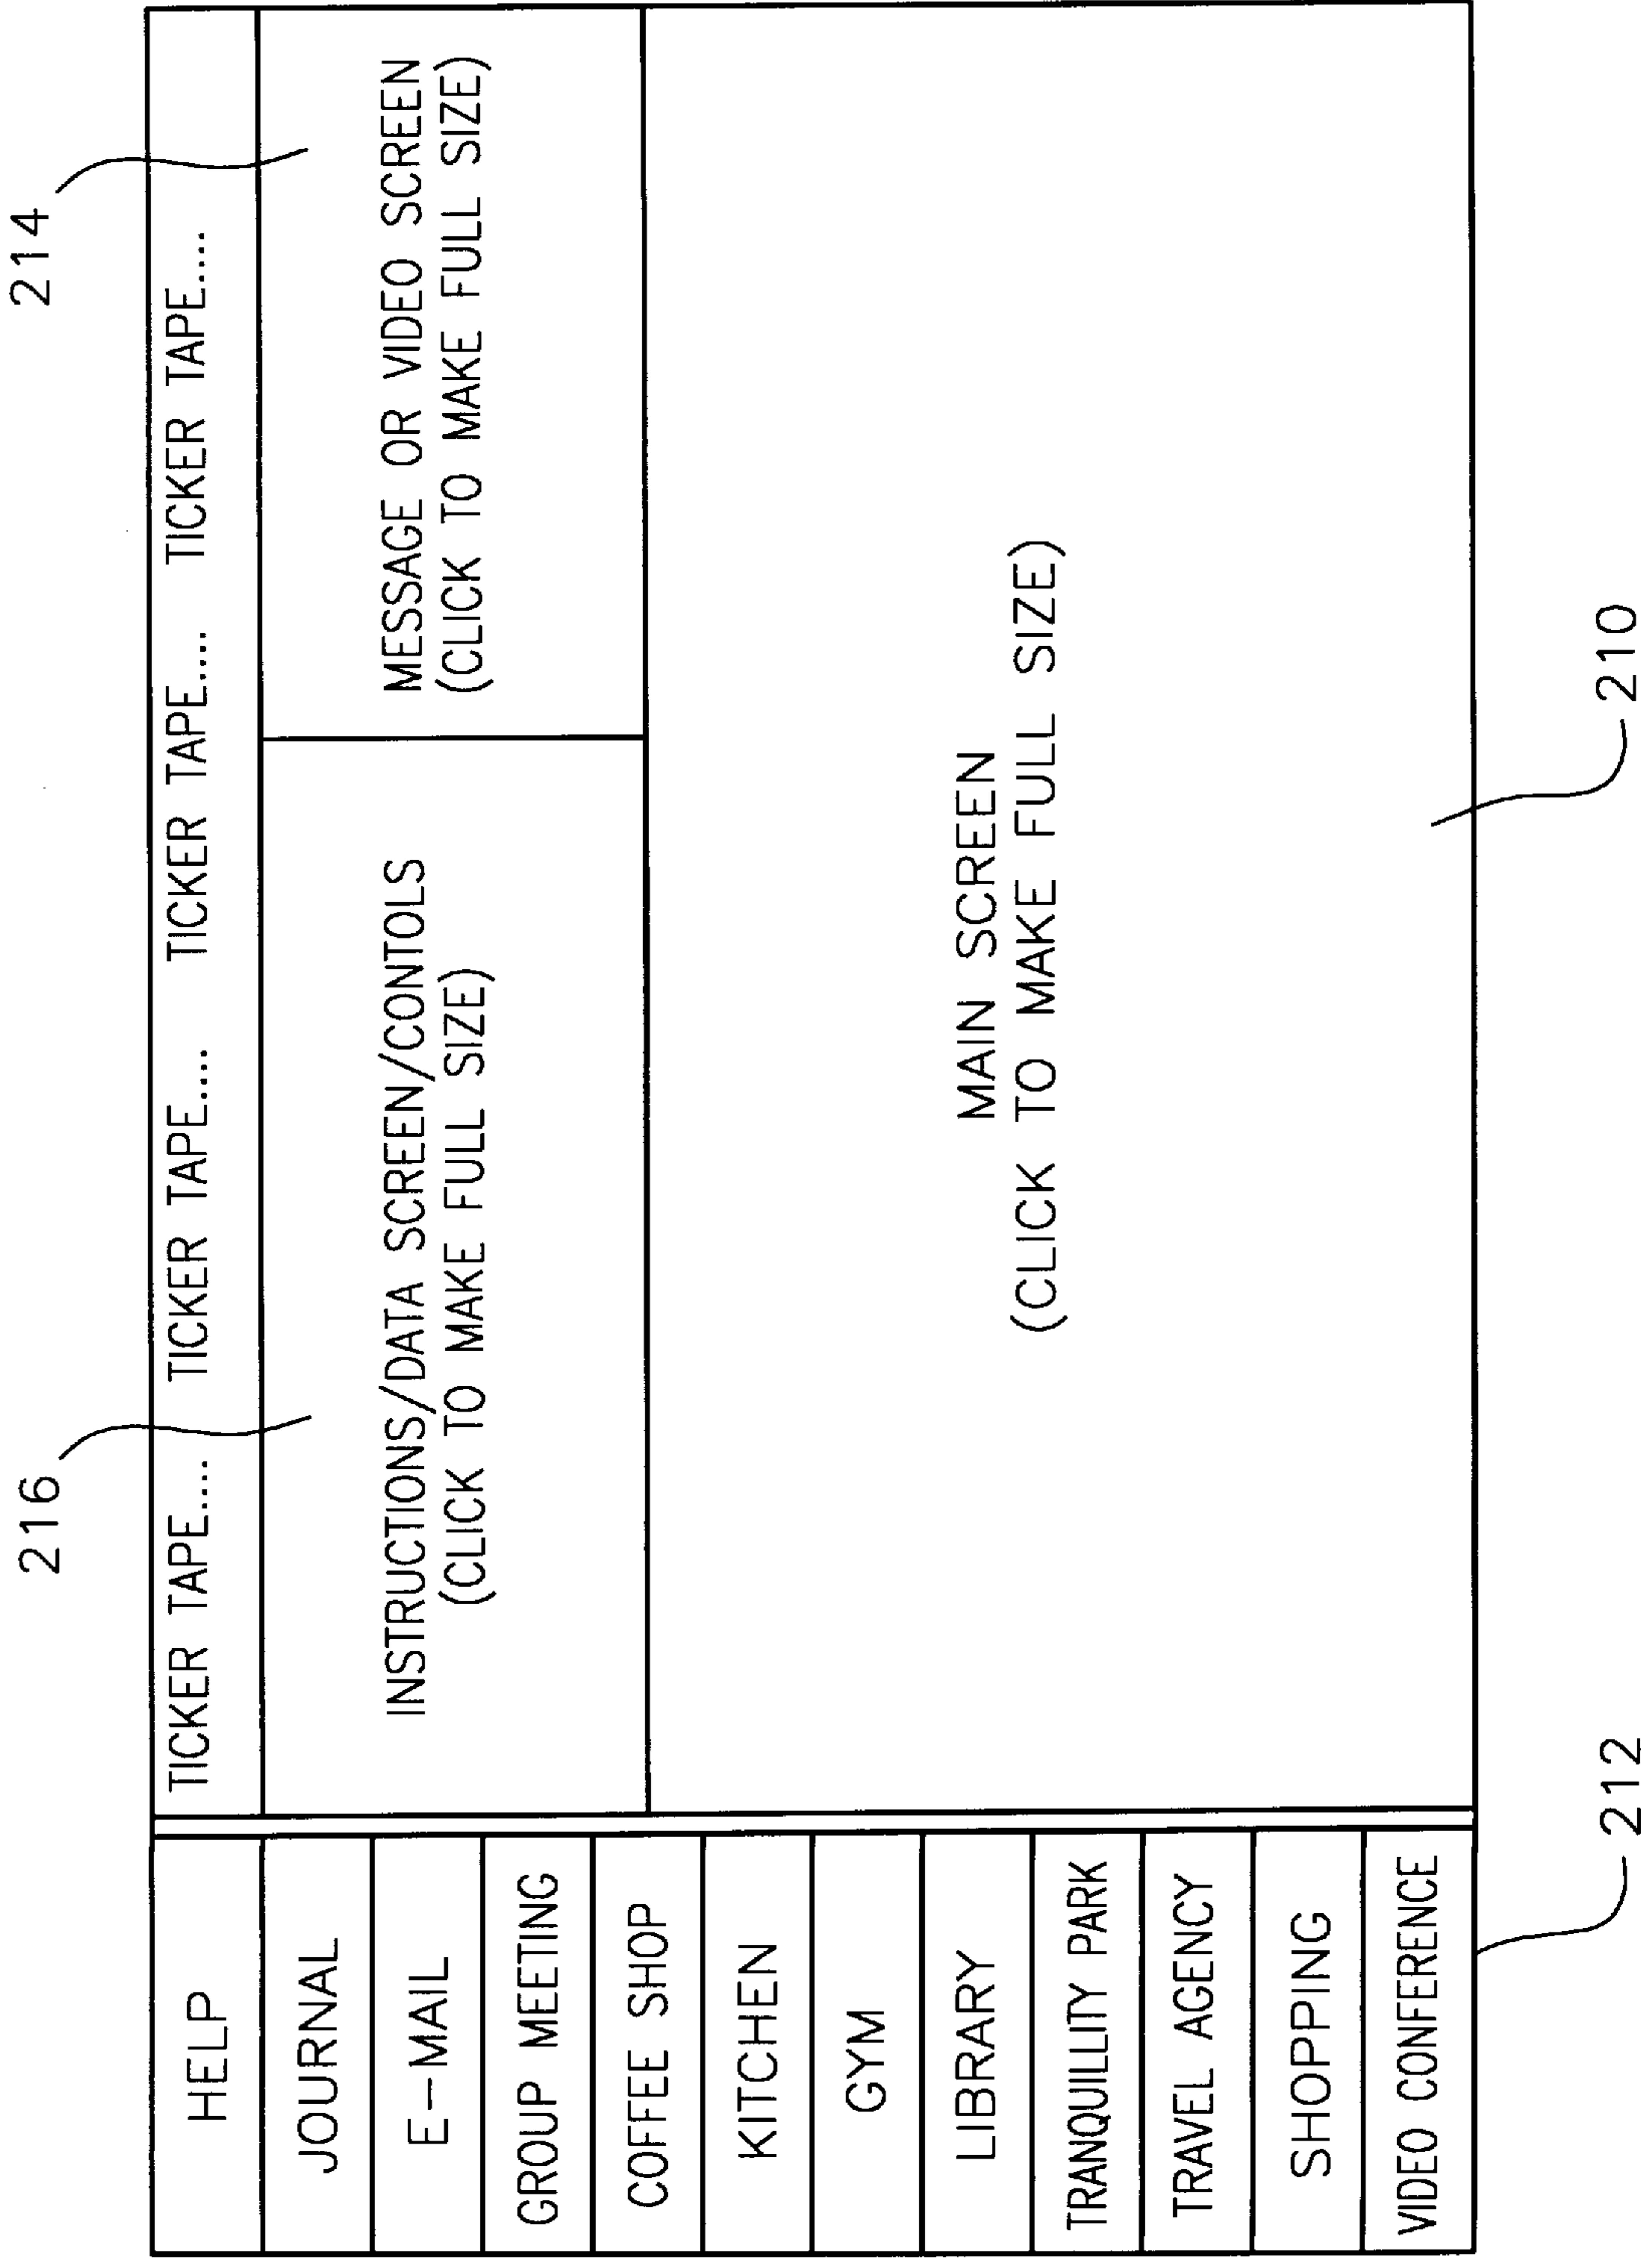 214
216
HELP
JOURNAL
E-MAIL
GROUP MEETING
COFFEE SHOP
KITCHEN
GYM
LIBRARY
TRANQUILLITY PARK
TRAVEL AGENCY
SHOPPING
VIDEO CONFERENCE
212
TICKER TAPE.... TICKER TAPE.... TICKER TAPE.... TICKER TAPE....
INSTRUCTIONS/DATA SCREEN/CONTOLS
(CLICK TO MAKE FULL SIZE)
MESSAGE OR VIDEO SCREEN
(CLICK TO MAKE FULL SIZE)
MAIN SCREEN
(CLICK TO MAKE FULL SIZE)
210